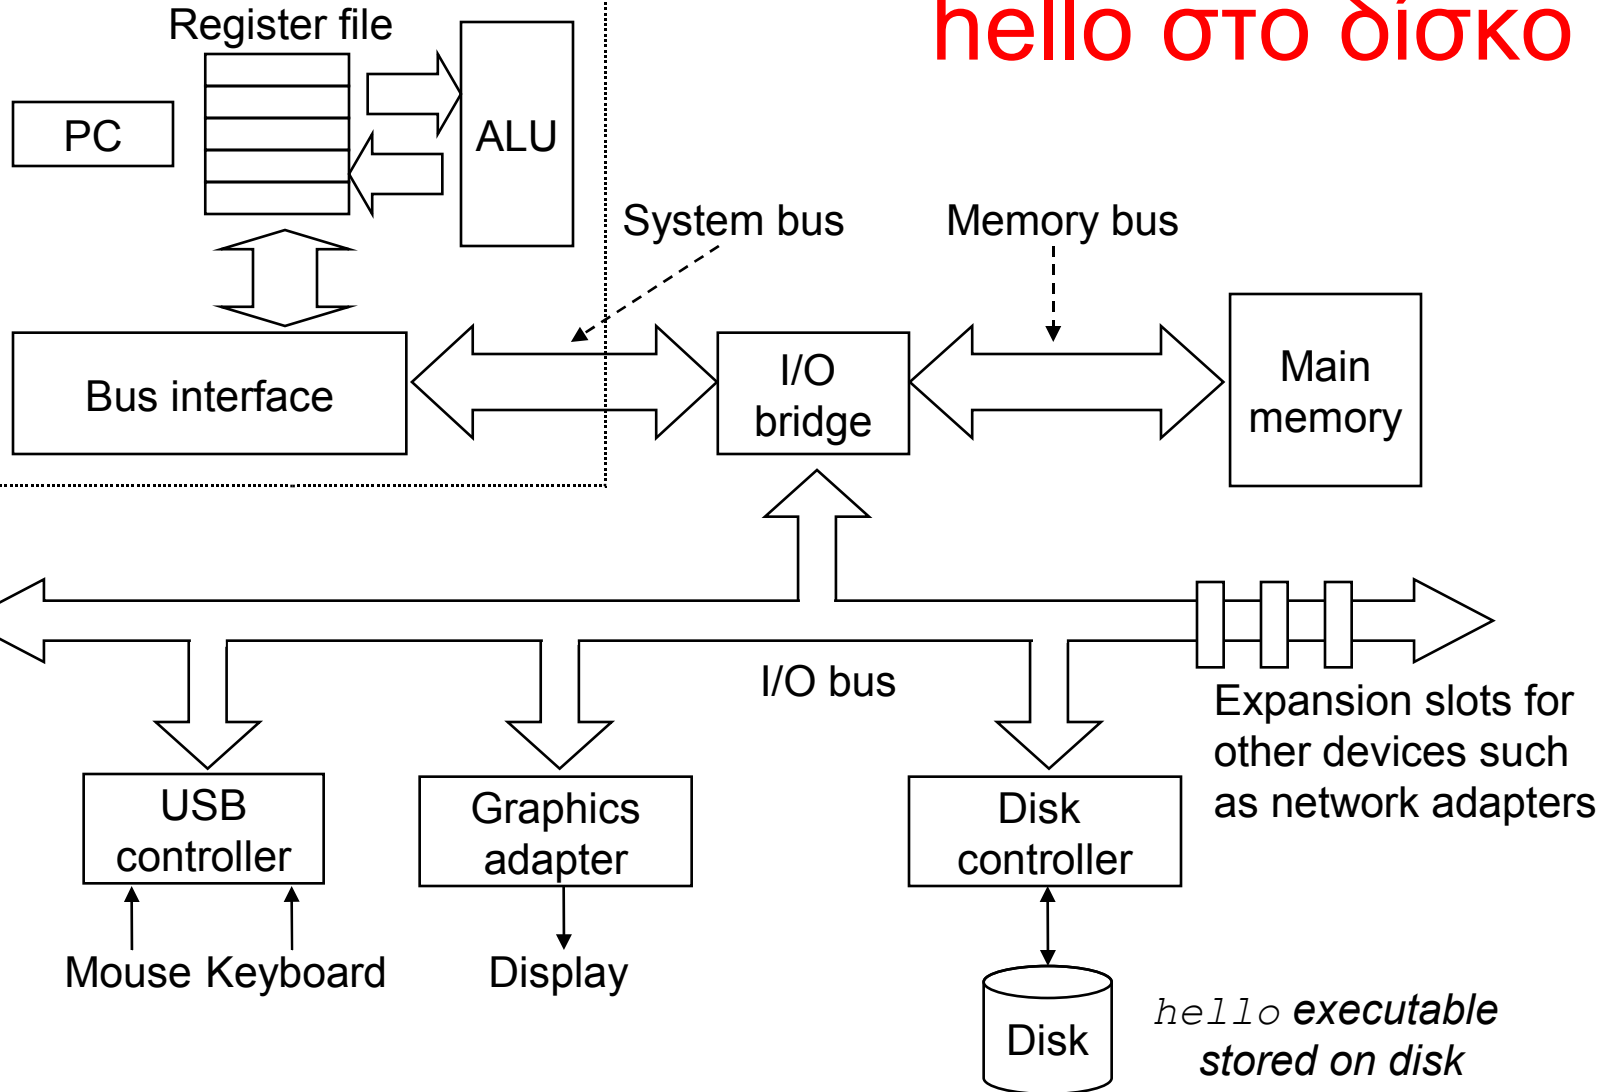 hello στο δίσκο
Register file
PC
ALU
System bus
Memory bus
Bus interface
I/O
bridge
Main
memory
I/O bus
Expansion slots for
other devices such
as network adapters
USB
controller
Graphics
adapter
Disk
controller
Mouse Keyboard
Display
Disk
hello executable
stored on disk